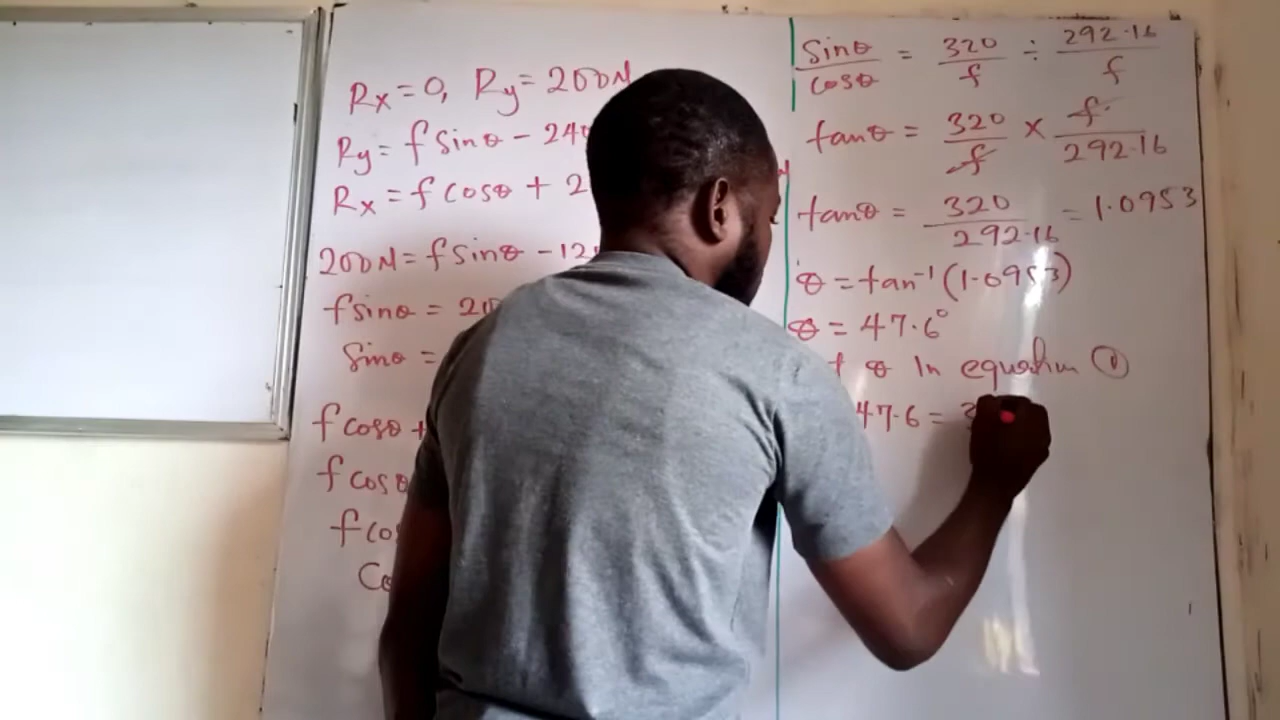 Rx = 0, Ry = 200N
Ry = f sinθ - 240
Rx = f cosθ + 2
200N = f sinθ - 12
f sinθ = 20
Sinθ =
f cosθ +
f cosθ
f cos
Co
Sinθ/cosθ = 320/f ÷ 292.16/f
tanθ = 320/f × f/292.16
tanθ = 320/292.16 = 1.0953
θ = tan⁻¹(1.0953)
θ = 47.6°
θ In equation ①
47.6 = 3